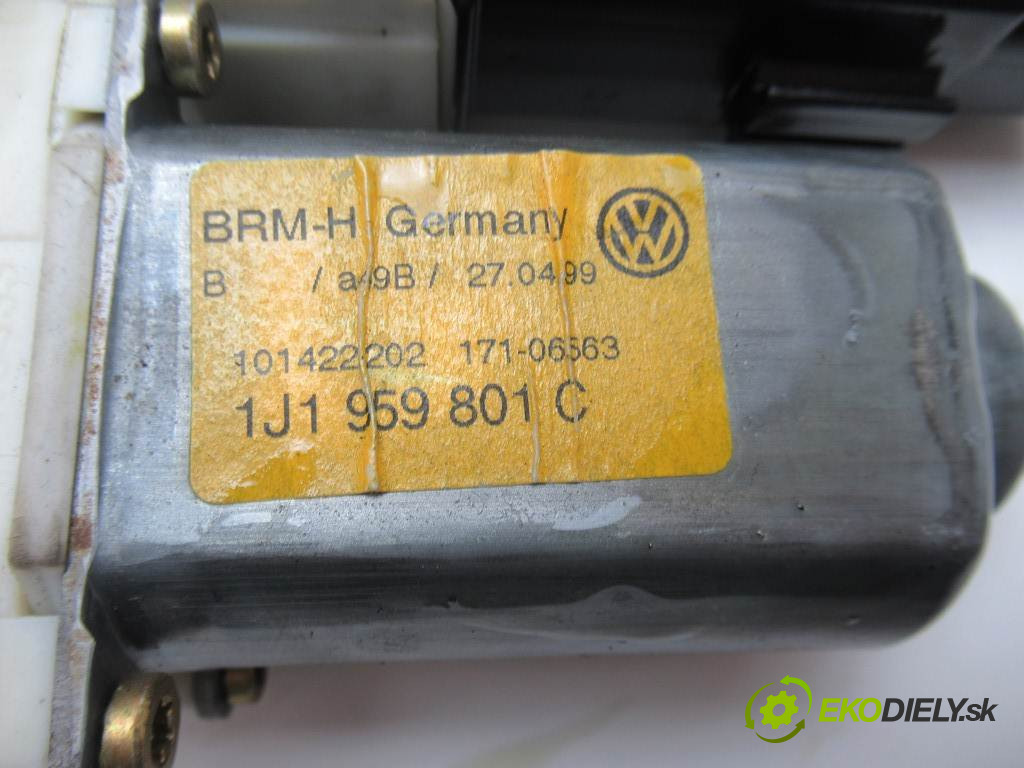 BRM-H Germany
B / a49B / 27.04.99
101422202 171-06563
1J1 959 801 C
EKODIELY.sk